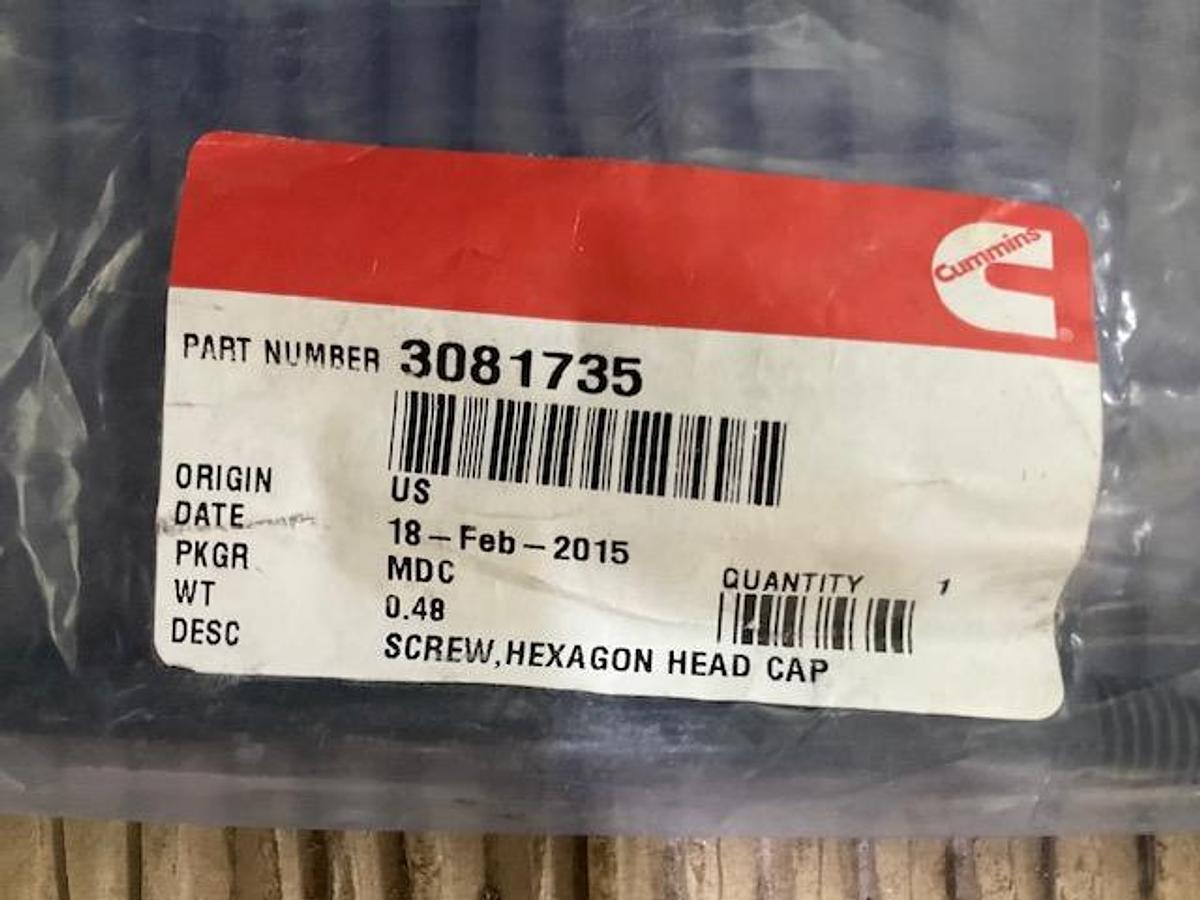 Cummins
®
PART NUMBER 3081735
ORIGIN US
DATE 18-Feb-2015
PKGR MDC
QUANTITY 1
WT 0.48
DESC SCREW,HEXAGON HEAD CAP